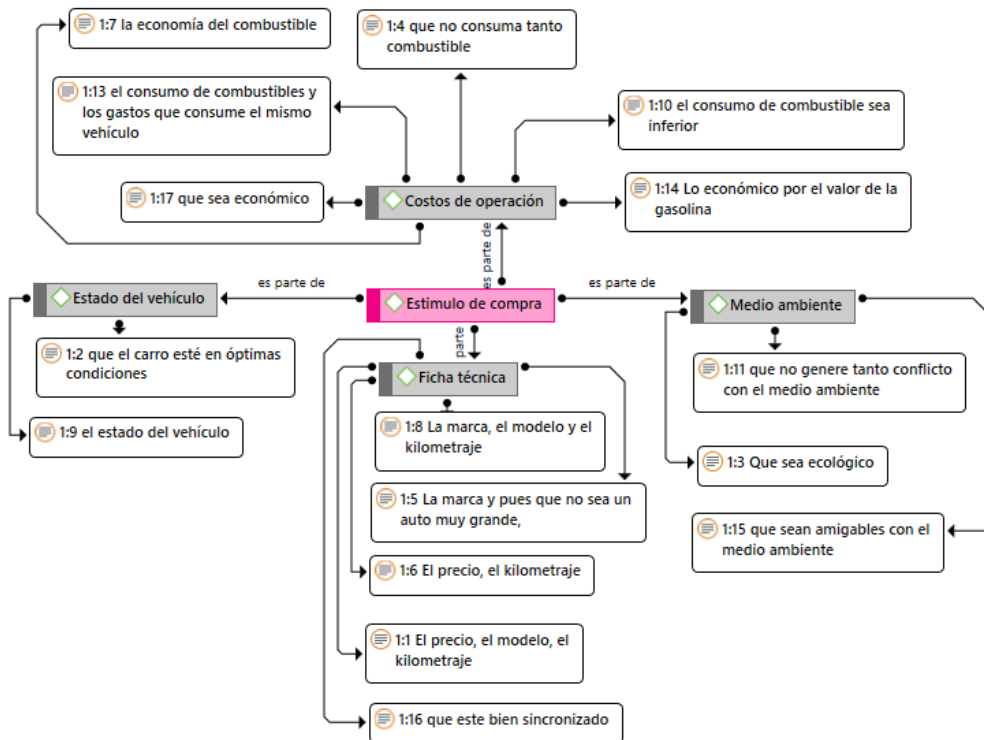 1:7 la economía del combustible
1:4 que no consuma tanto
combustible
1:13 el consumo de combustibles y
los gastos que consume el mismo
vehículo
1:10 el consumo de combustible sea
inferior
1:17 que sea económico
Costos de operación
1:14 Lo económico por el valor de la
gasolina
es parte de
Estado del vehículo
es parte de
Estimulo de compra
es parte de
Medio ambiente
1:2 que el carro esté en óptimas
condiciones
parte
Ficha técnica
1:11 que no genere tanto conflicto
con el medio ambiente
1:9 el estado del vehículo
1:8 La marca, el modelo y el
kilometraje
1:3 Que sea ecológico
1:5 La marca y pues que no sea un
auto muy grande,
1:15 que sean amigables con el
medio ambiente
1:6 El precio, el kilometraje
1:1 El precio, el modelo, el
kilometraje
1:16 que este bien sincronizado